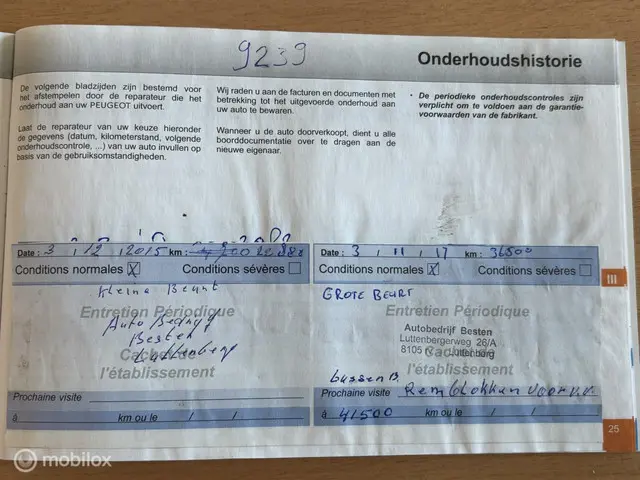 9239
Onderhoudshistorie
De volgende bladzijden zijn bestemd voor
het afstempelen door de reparateur die het
onderhoud aan uw PEUGEOT uitvoert.
Laat de reparateur van uw keuze hieronder
de gegevens (datum, kilometerstand, volgende
onderhoudscontrole, ...) van uw auto invullen op
basis van de gebruiksomstandigheden.
Wij raden u aan de facturen en documenten met
betrekking tot het uitgevoerde onderhoud aan
uw auto te bewaren.
Wanneer u de auto doorverkoopt, dient u alle
boorddocumentatie over te dragen aan de
nieuwe eigenaar.
• De periodieke onderhoudscontroles zijn
verplicht om te voldoen aan de garantie-
voorwaarden van de fabrikant.
Date : 3 / 12 / 2015 km :
Conditions normales X Conditions sévères
Kleine Beurt
Entretien Périodique
Auto Bedrijf
Besten
Cachet de
Luttenberg
l'établissement
Prochaine visite
à km ou le / /
Date : 3 / 11 / 17 km : 36500
Conditions normales X Conditions sévères
GROTE BEURT
Entretien Périodique
Autobedrijf Besten
Luttenbergerweg 26/A
8105 Luttenberg
l'établissement
tussen B.
Prochaine visite Remblokken voor v.v.
à 41500 km ou le / /
III
25
mobilox